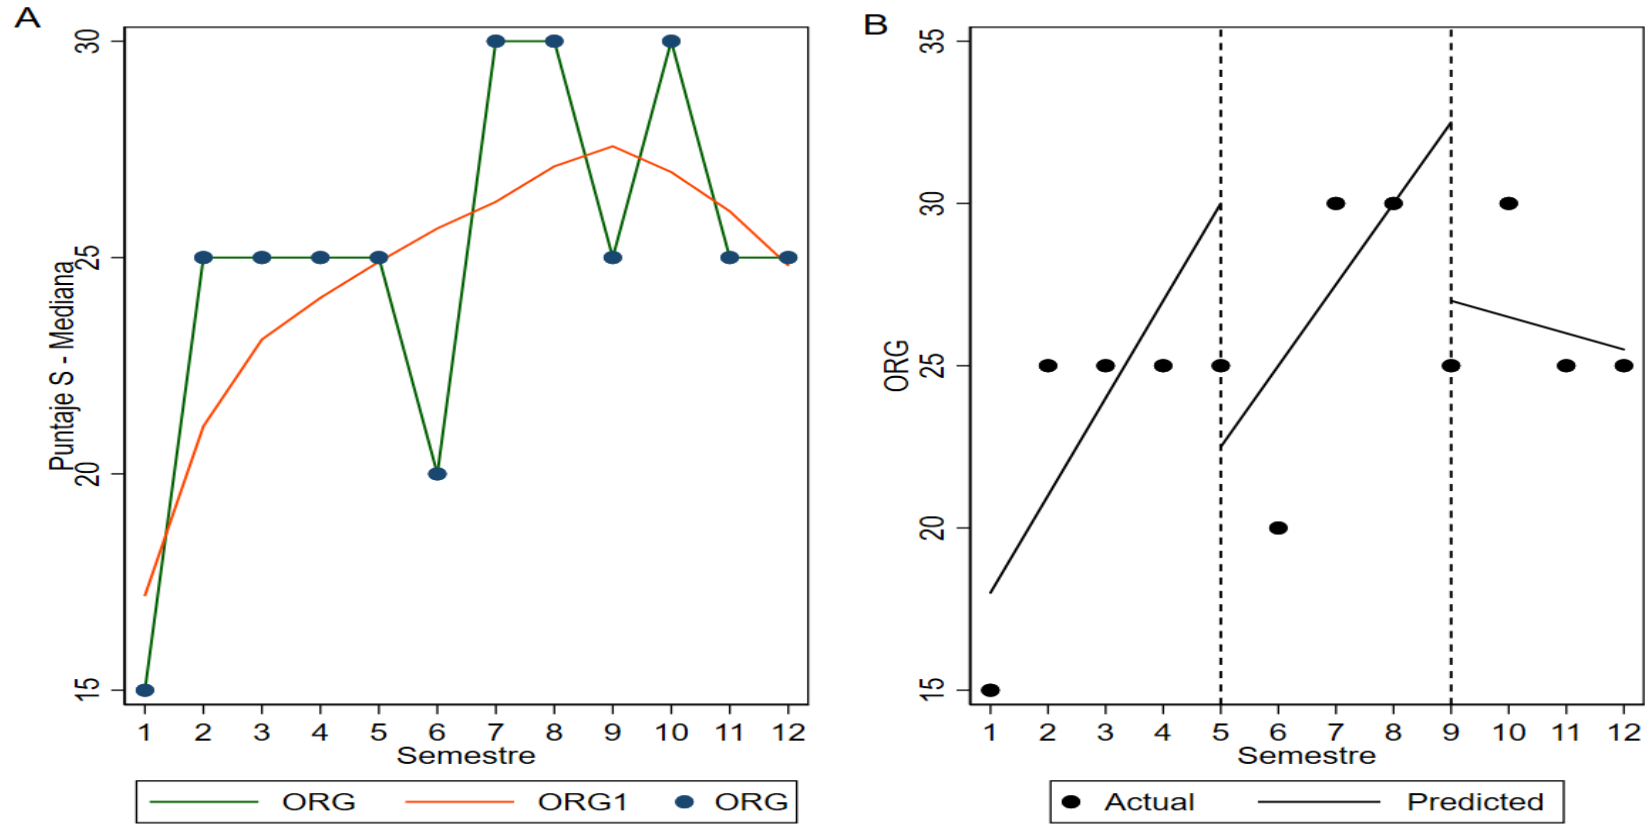 A
Puntaje S - Mediana
30
25
20
15
1 2 3 4 5 6 7 8 9 10 11 12
Semestre
ORG ORG1 ORG
B
ORG
35
30
25
20
15
1 2 3 4 5 6 7 8 9 10 11 12
Semestre
Actual Predicted